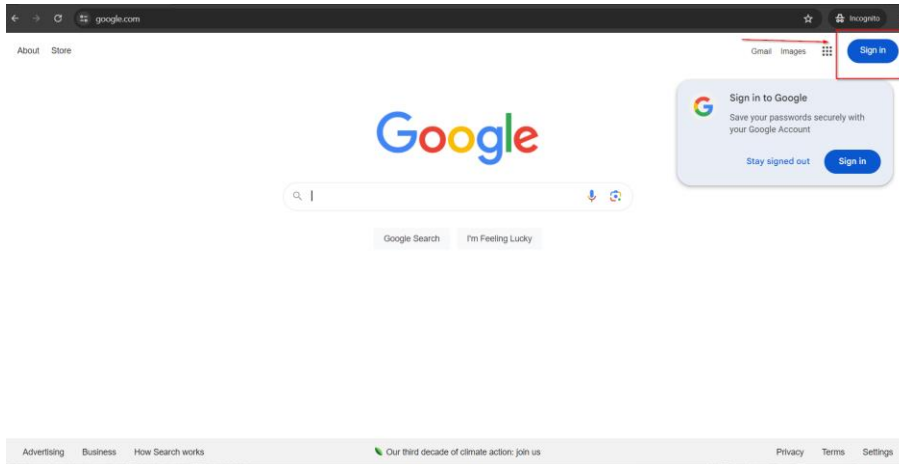 google.com
Incognito
About Store
Gmail Images
Sign in
Sign in to Google
Save your passwords securely with
your Google Account
Stay signed out Sign in
Google
Google Search I'm Feeling Lucky
Advertising Business How Search works
Our third decade of climate action: join us
Privacy Terms Settings